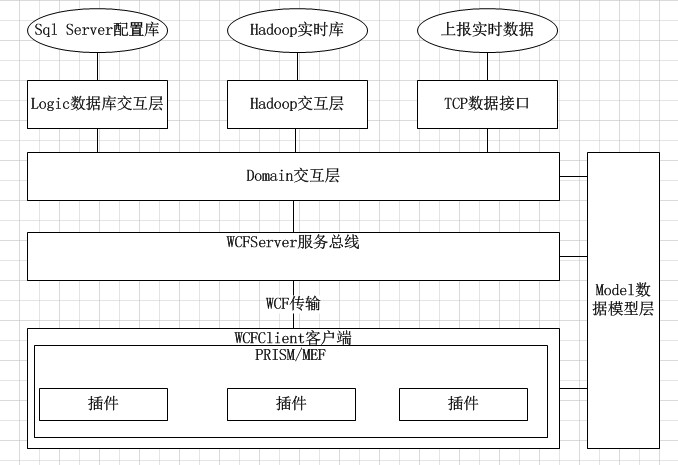 Sql Server配置库
Hadoop实时库
上报实时数据
Logic数据库交互层
Hadoop交互层
TCP数据接口
Domain交互层
WCFServer服务总线
WCF传输
Model数
据模型层
WCFClient客户端
PRISM/MEF
插件
插件
插件